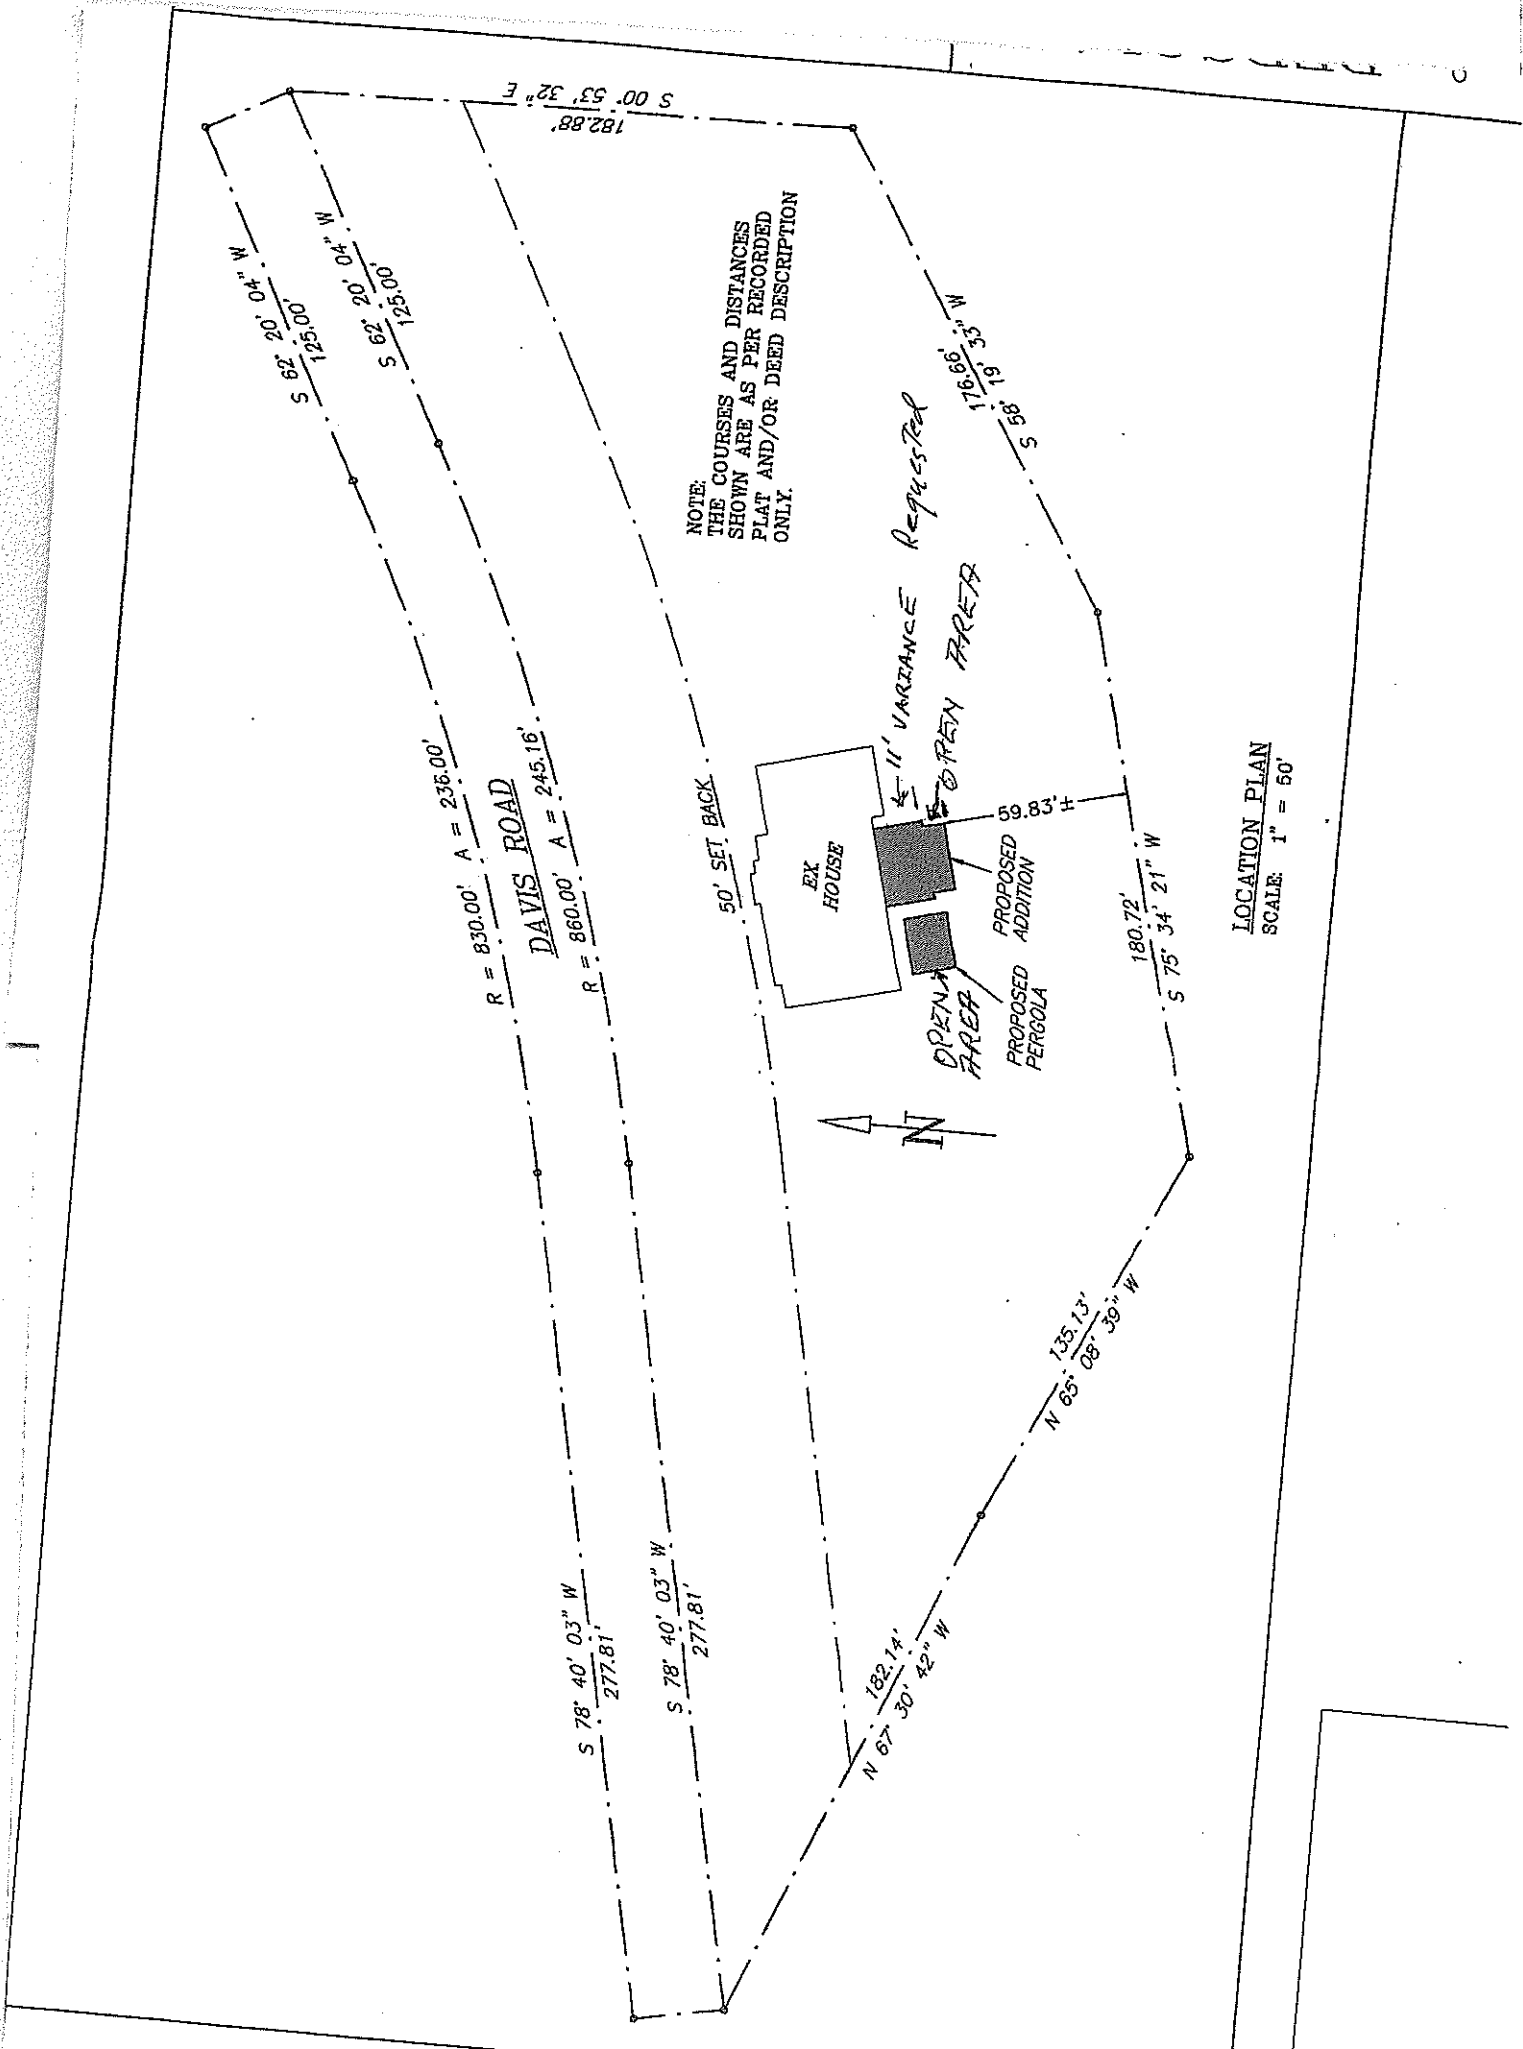 S 00° 53' 32" E
182.88'
S 62° 20' 04" W
125.00'
S 62° 20' 04" W
125.00'
NOTE:
THE COURSES AND DISTANCES
SHOWN ARE AS PER RECORDED
PLAT AND/OR DEED DESCRIPTION
ONLY.
176.66'
S 58° 19' 33" W
R = 830.00' A = 236.00'
DAVIS ROAD
R = 860.00' A = 245.16'
50' SET BACK
EX
HOUSE
11' VARIANCE Requested
OPEN AREA
59.83'±
PROPOSED
ADDITION
OPEN
AREA
PROPOSED
PERGOLA
N
180.72'
S 75° 34' 21" W
LOCATION PLAN
SCALE: 1" = 50'
S 78° 40' 03" W
277.81'
S 78° 40' 03" W
277.81'
135.13'
N 65° 08' 39" W
182.14'
N 67° 30' 42" W